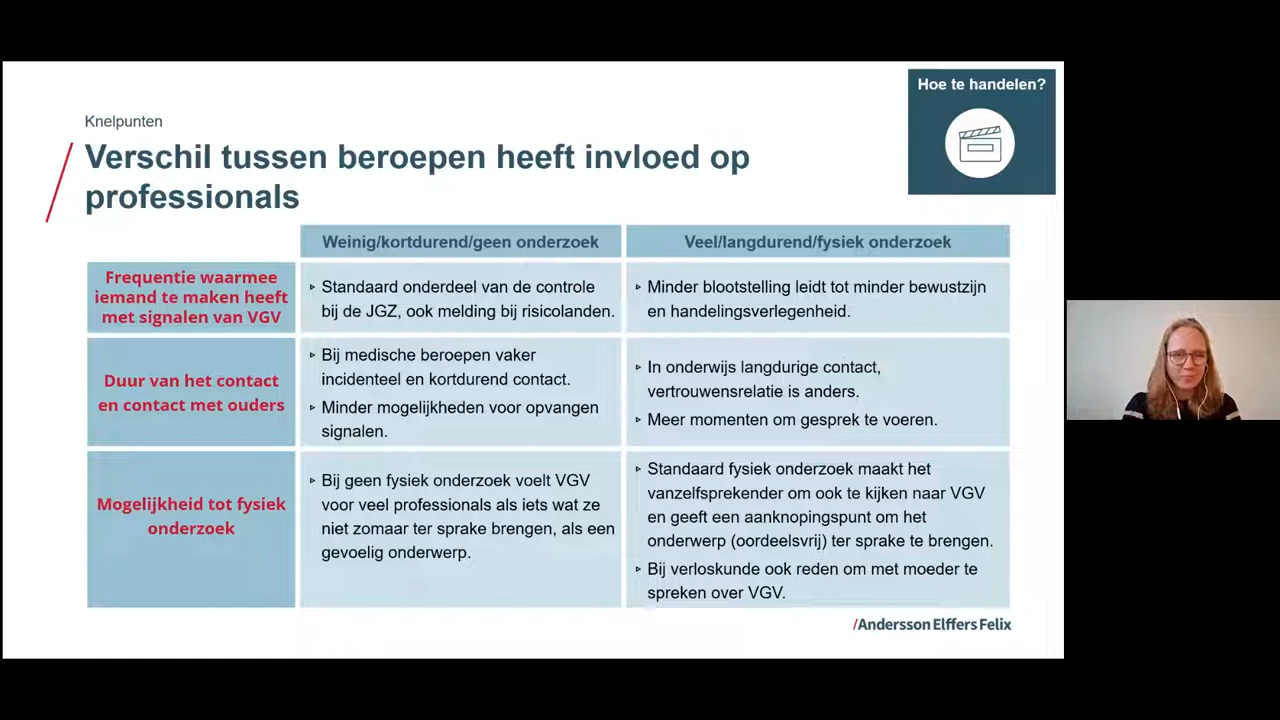 Hoe te handelen?
Knelpunten
Verschil tussen beroepen heeft invloed op
professionals
Weinig/kortdurend/geen onderzoek
Veel/langdurend/fysiek onderzoek
Frequentie waarmee
iemand te maken heeft
met signalen van VGV
Standaard onderdeel van de controle
bij de JGZ, ook melding bij risicolanden.
Minder blootstelling leidt tot minder bewustzijn
en handelingsverlegenheid.
Duur van het contact
en contact met ouders
Bij medische beroepen vaker
incidenteel en kortdurend contact.
Minder mogelijkheden voor opvangen
signalen.
In onderwijs langdurige contact,
vertrouwensrelatie is anders.
Meer momenten om gesprek te voeren.
Mogelijkheid tot fysiek
onderzoek
Bij geen fysiek onderzoek voelt VGV
voor veel professionals als iets wat ze
niet zomaar ter sprake brengen, als een
gevoelig onderwerp.
Standaard fysiek onderzoek maakt het
vanzelfsprekender om ook te kijken naar VGV
en geeft een aanknopingspunt om het
onderwerp (oordeelsvrij) ter sprake te brengen.
Bij verloskunde ook reden om met moeder te
spreken over VGV.
/Andersson Elffers Felix